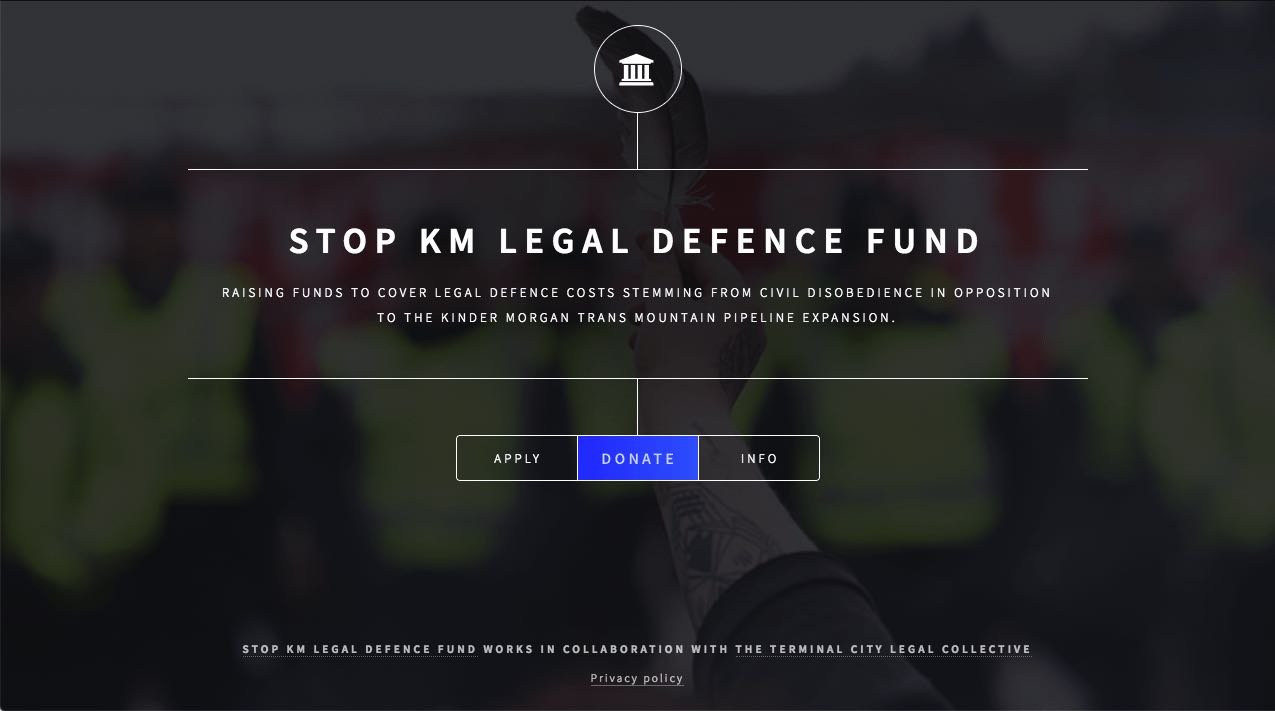 STOP KM LEGAL DEFENCE FUND
RAISING FUNDS TO COVER LEGAL DEFENCE COSTS STEMMING FROM CIVIL DISOBEDIENCE IN OPPOSITION
TO THE KINDER MORGAN TRANS MOUNTAIN PIPELINE EXPANSION.
APPLY DONATE INFO
STOP KM LEGAL DEFENCE FUND WORKS IN COLLABORATION WITH THE TERMINAL CITY LEGAL COLLECTIVE
Privacy policy